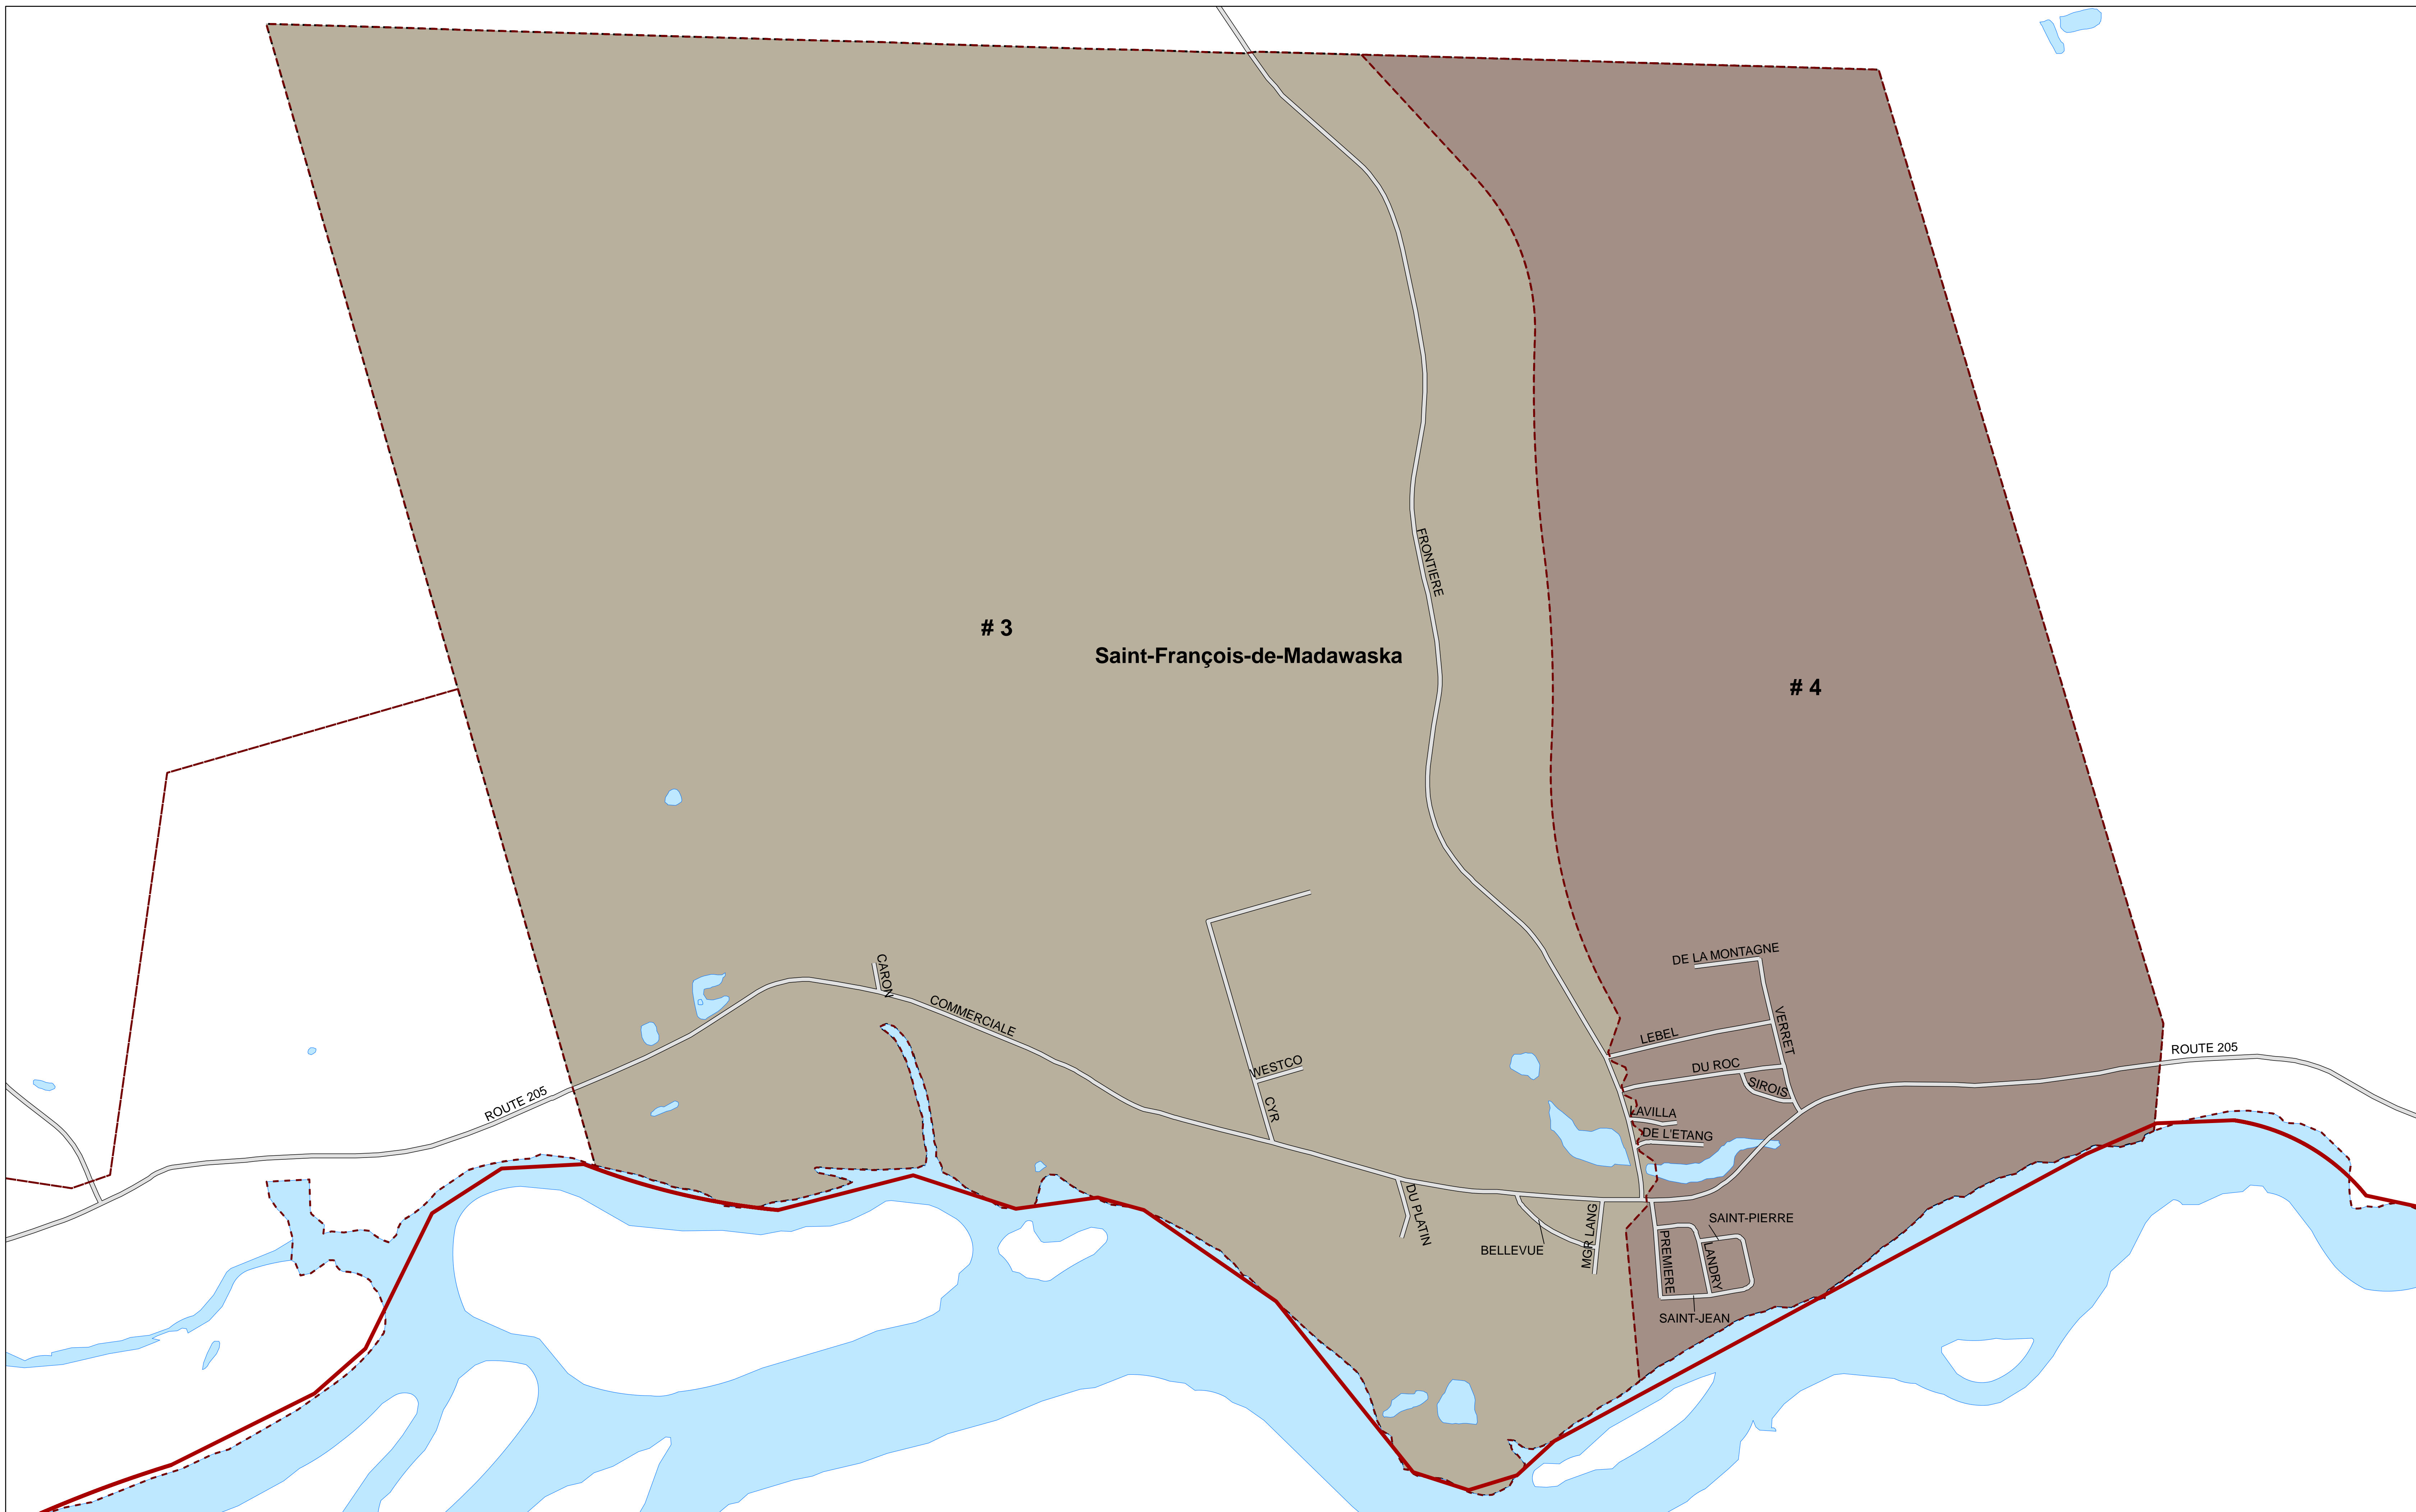 FRONTIERE
# 3
Saint-François-de-Madawaska
# 4
DE LA MONTAGNE
CARON
COMMERCIALE
VERRET
LEBEL
ROUTE 205
WESTCO
DU ROC
SIROIS
ROUTE 205
CYR
LAVILLA
DE L'ETANG
DU PLATIN
BELLEVUE
MGR LANG
SAINT-PIERRE
PREMIERE
LANDRY
SAINT-JEAN